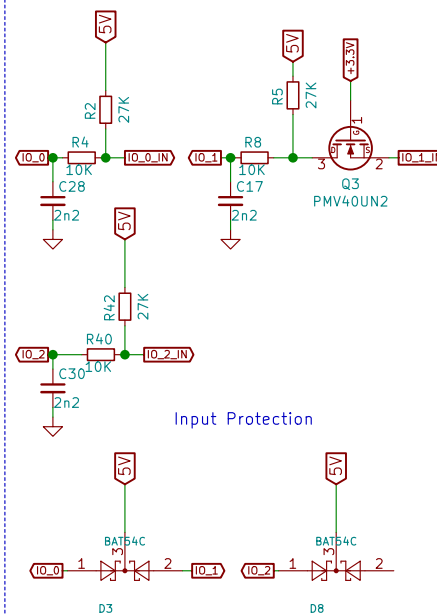 5V
5V
+3.3V
R2
27K
R5
27K
1
G
D
S
IO_0
R4
10K
IO_0_IN
IO_1
R8
10K
3
2
IO_1_I
C28
2n2
C17
2n2
Q3
PMV40UN2
5V
R42
27K
IO_2
R40
10K
IO_2_IN
C30
2n2
Input Protection
5V
5V
BAT54C
3
IO_0
1
2
IO_1
BAT54C
3
IO_2
1
2
D3
D8